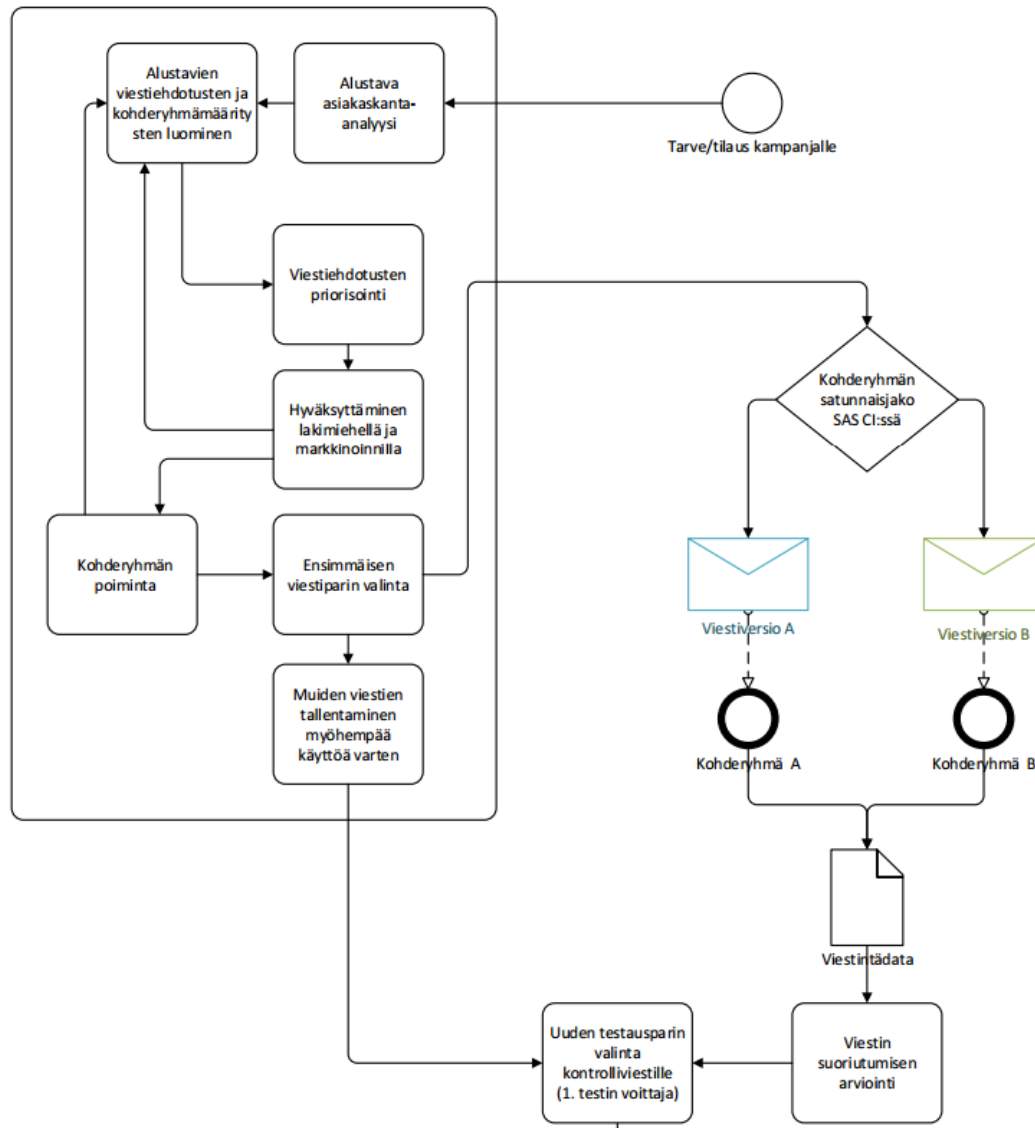 Alustavien
viestiehdotusten ja
kohderyhmämäärity
sten luominen
Alustava
asiakaskanta-
analyysi
Tarve/tilaus kampanjalle
Viestiehdotusten
priorisointi
Hyväksyttäminen
lakimiehellä ja
markkinoinnilla
Kohderyhmän
satunnaisjako
SAS CI:ssä
Kohderyhmän
poiminta
Ensimmäisen
viestiparin valinta
Viestiversio A
Viestiversio B
Muiden viestien
tallentaminen
myöhempää
käyttöä varten
Kohderyhmä A
Kohderyhmä B
Viestintädata
Uuden testausparin
valinta
kontrolliviestille
(1. testin voittaja)
Viestin
suoriutumisen
arviointi